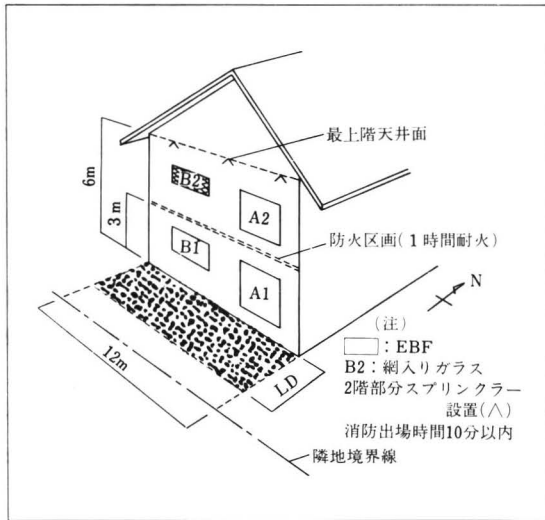 最上階天井面
6m
3m
B2
A2
防火区画(1時間耐火)
B1
A1
N
12m
LD
(注)
:EBF
B2:網入りガラス
2階部分スプリンクラー
設置(∧)
消防出場時間10分以内
隣地境界線